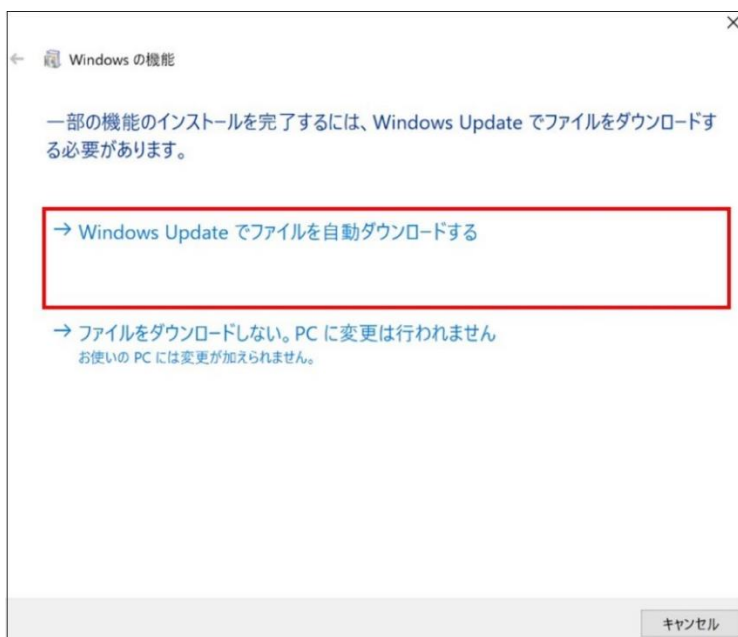 Windows の機能
一部の機能のインストールを完了するには、Windows Update でファイルをダウンロードす
る必要があります。
→ Windows Update でファイルを自動ダウンロードする
→ ファイルをダウンロードしない。PC に変更は行われません
お使いの PC には変更が加えられません。
キャンセル